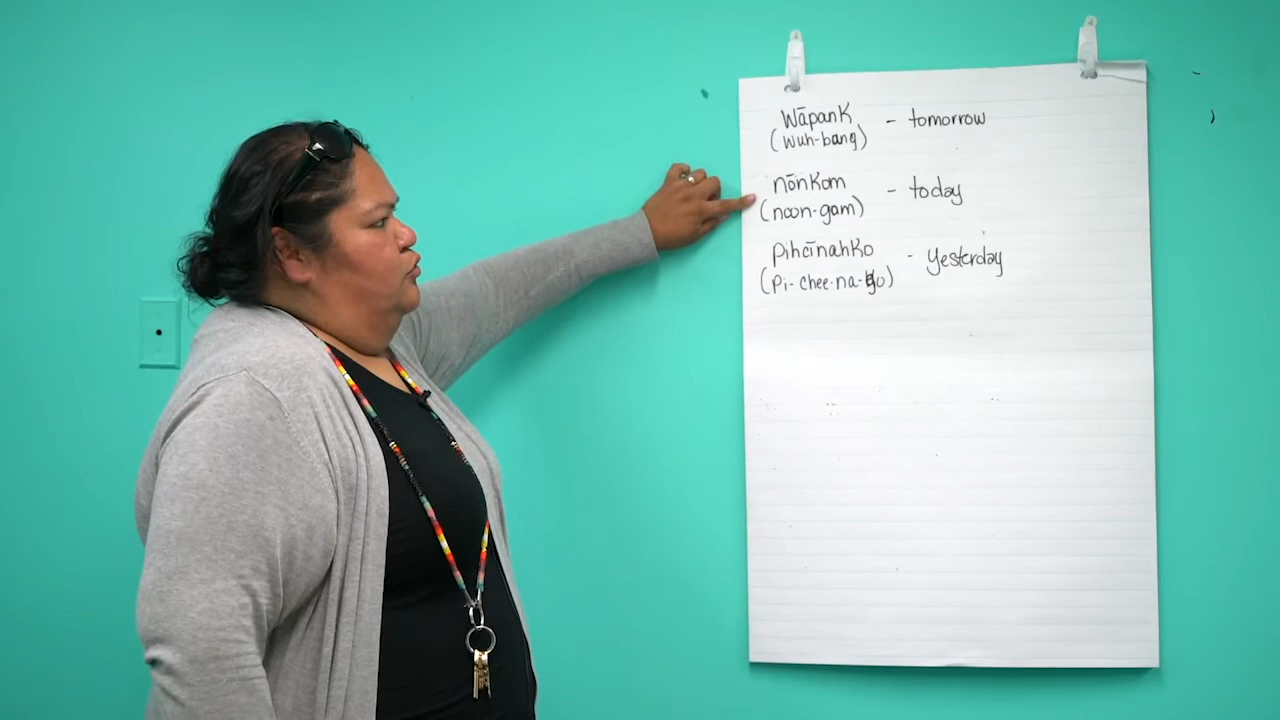 Wāpank - tomorrow
(wuh-bang)
nōnkom - today
(noon-gam)
pihcīnahko - yesterday
(pi-chee-na-go)